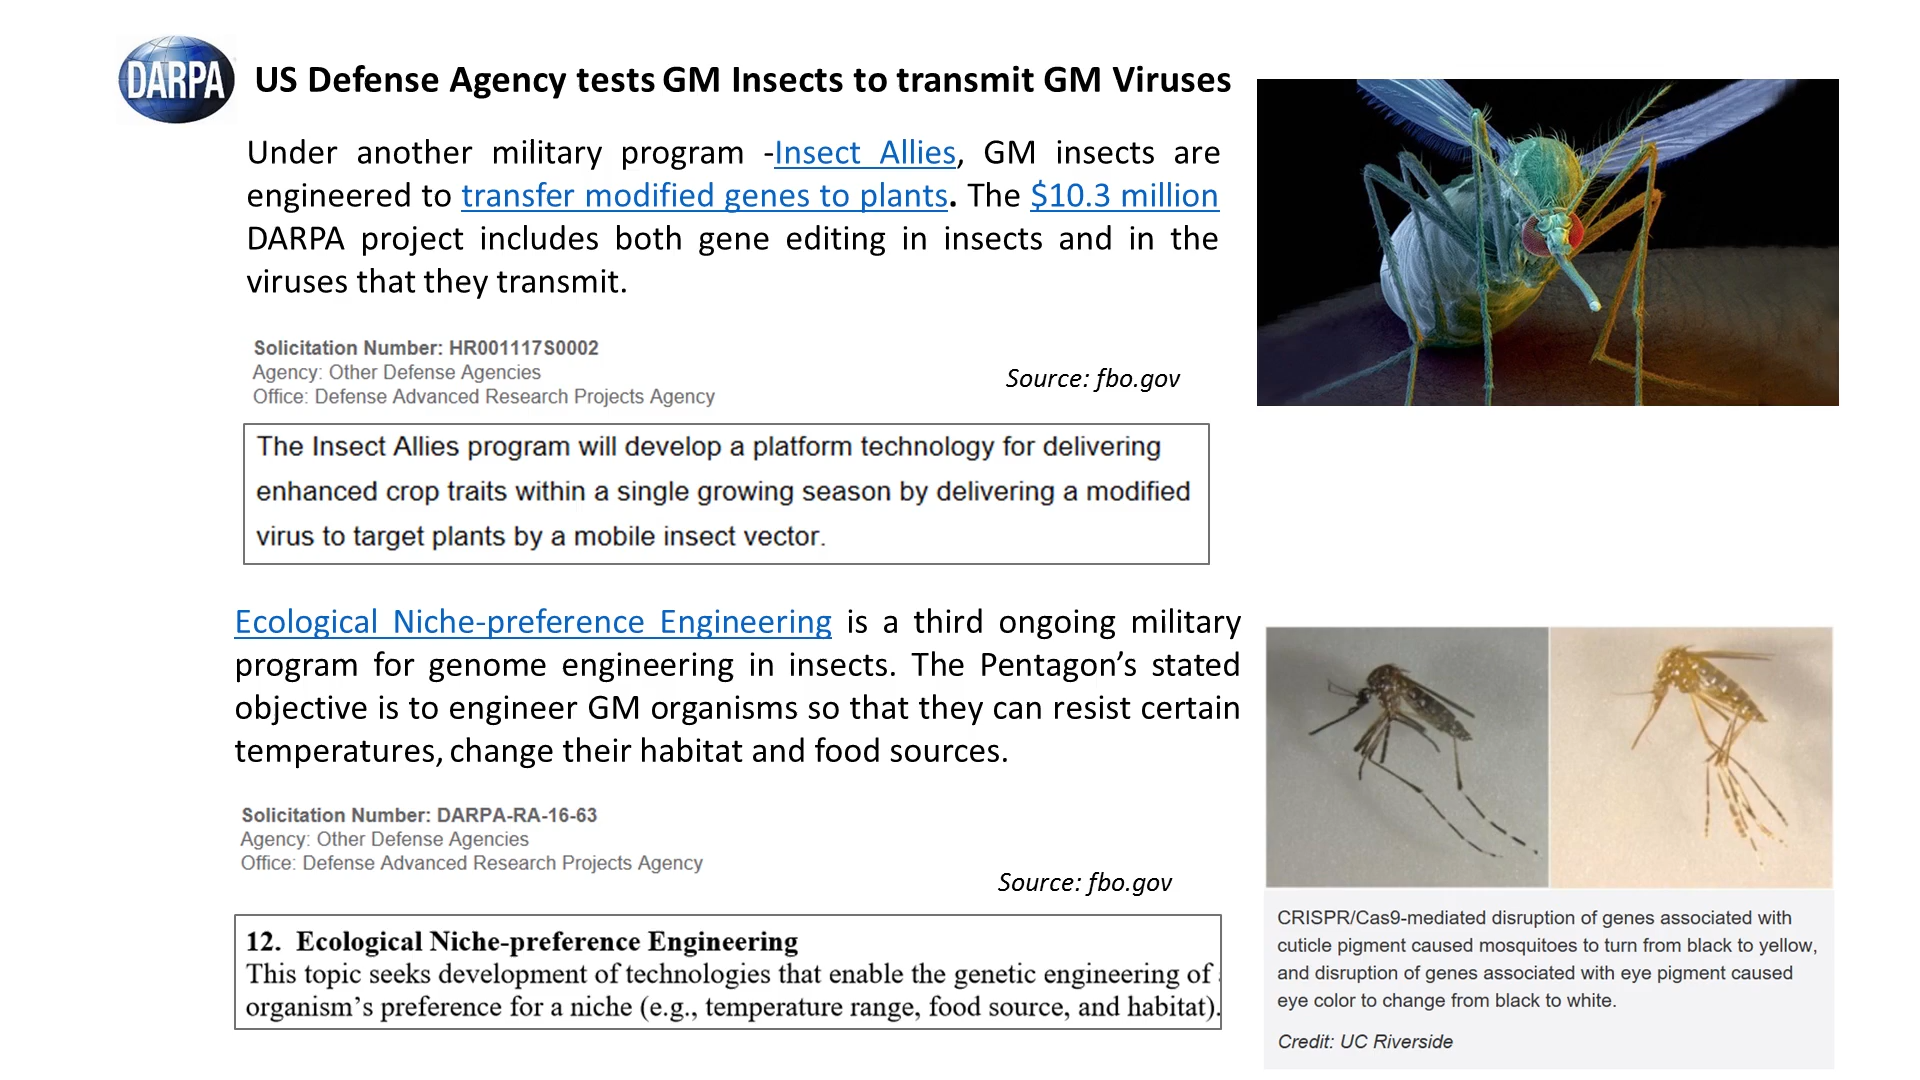 DARPA
US Defense Agency tests GM Insects to transmit GM Viruses
Under another military program -Insect Allies, GM insects are
engineered to transfer modified genes to plants. The $10.3 million
DARPA project includes both gene editing in insects and in the
viruses that they transmit.
Solicitation Number: HR001117S0002
Agency: Other Defense Agencies
Office: Defense Advanced Research Projects Agency
Source: fbo.gov
The Insect Allies program will develop a platform technology for delivering
enhanced crop traits within a single growing season by delivering a modified
virus to target plants by a mobile insect vector.
Ecological Niche-preference Engineering is a third ongoing military
program for genome engineering in insects. The Pentagon’s stated
objective is to engineer GM organisms so that they can resist certain
temperatures, change their habitat and food sources.
Solicitation Number: DARPA-RA-16-63
Agency: Other Defense Agencies
Office: Defense Advanced Research Projects Agency
Source: fbo.gov
12. Ecological Niche-preference Engineering
This topic seeks development of technologies that enable the genetic engineering of
organism’s preference for a niche (e.g., temperature range, food source, and habitat).
CRISPR/Cas9-mediated disruption of genes associated with
cuticle pigment caused mosquitoes to turn from black to yellow,
and disruption of genes associated with eye pigment caused
eye color to change from black to white.
Credit: UC Riverside